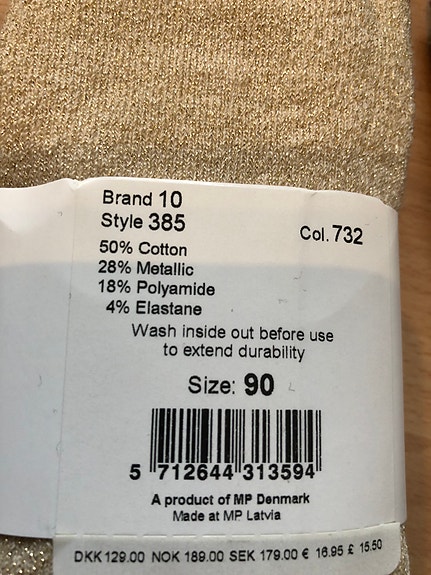 Brand 10
Style 385
Col. 732
50% Cotton
28% Metallic
18% Polyamide
4% Elastane
Wash inside out before use
to extend durability
Size: 90
5 712644 313594
A product of MP Denmark
Made at MP Latvia
DKK 129.00 NOK 189.00 SEK 179.00 € 16.95 £ 15.50